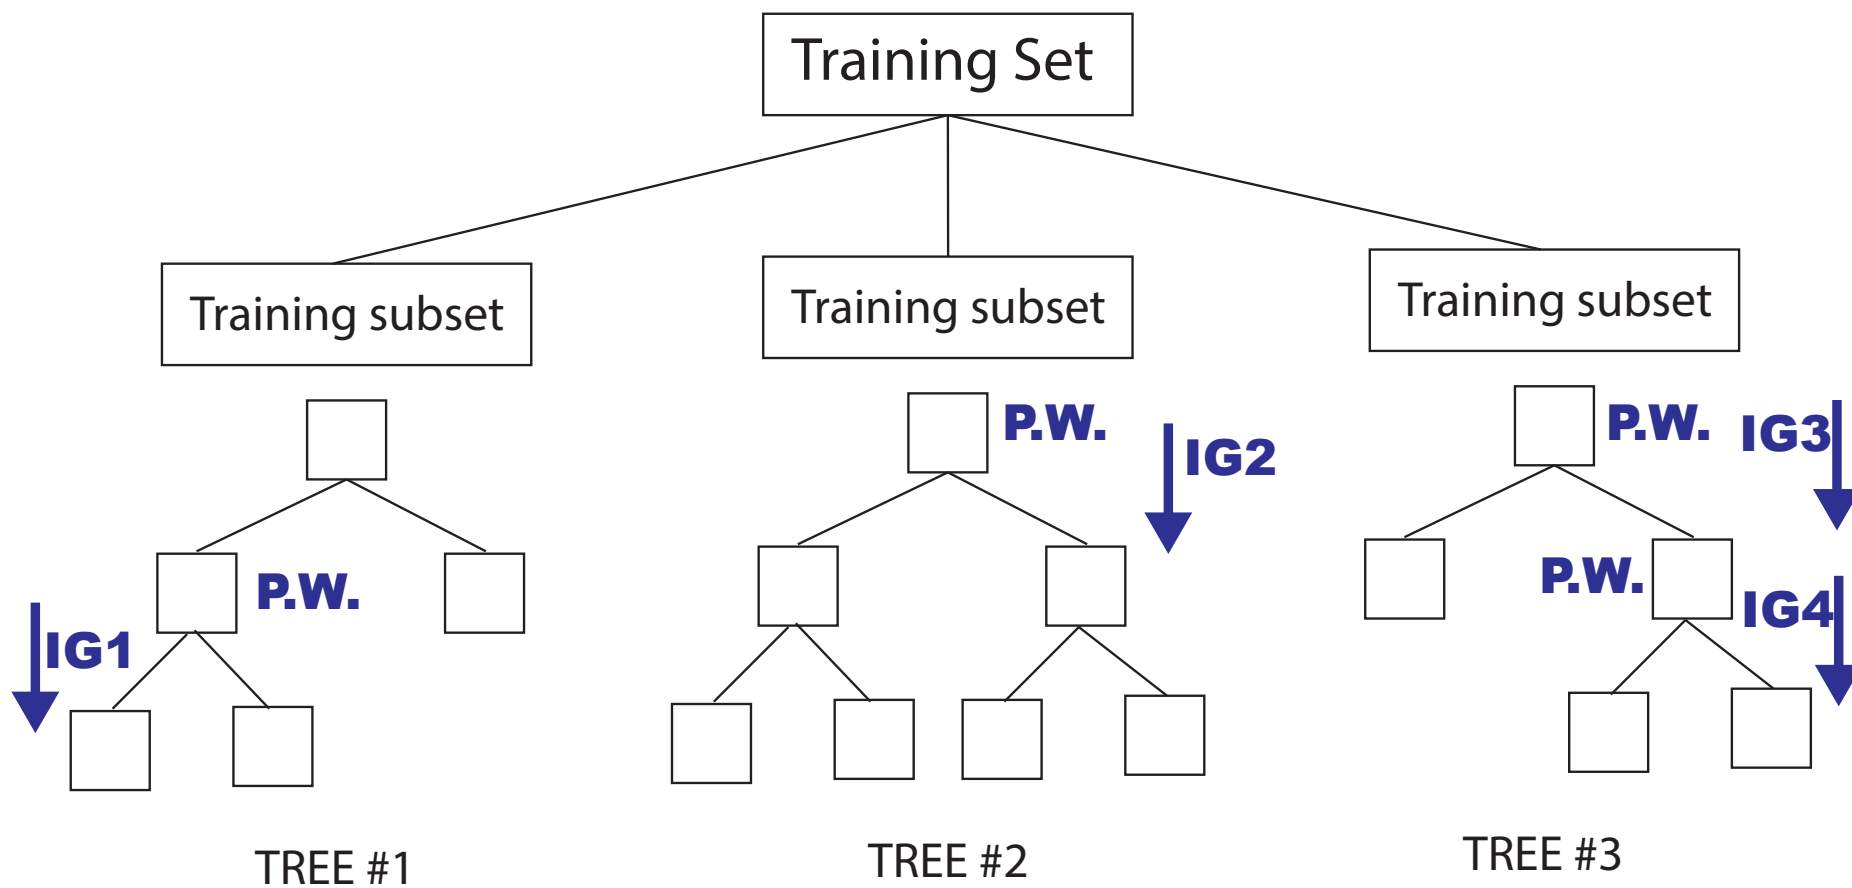 Training Set
Training subset
Training subset
Training subset
P.W.
IG2
P.W.
IG3
P.W.
IG1
P.W.
IG4
TREE #1
TREE #2
TREE #3